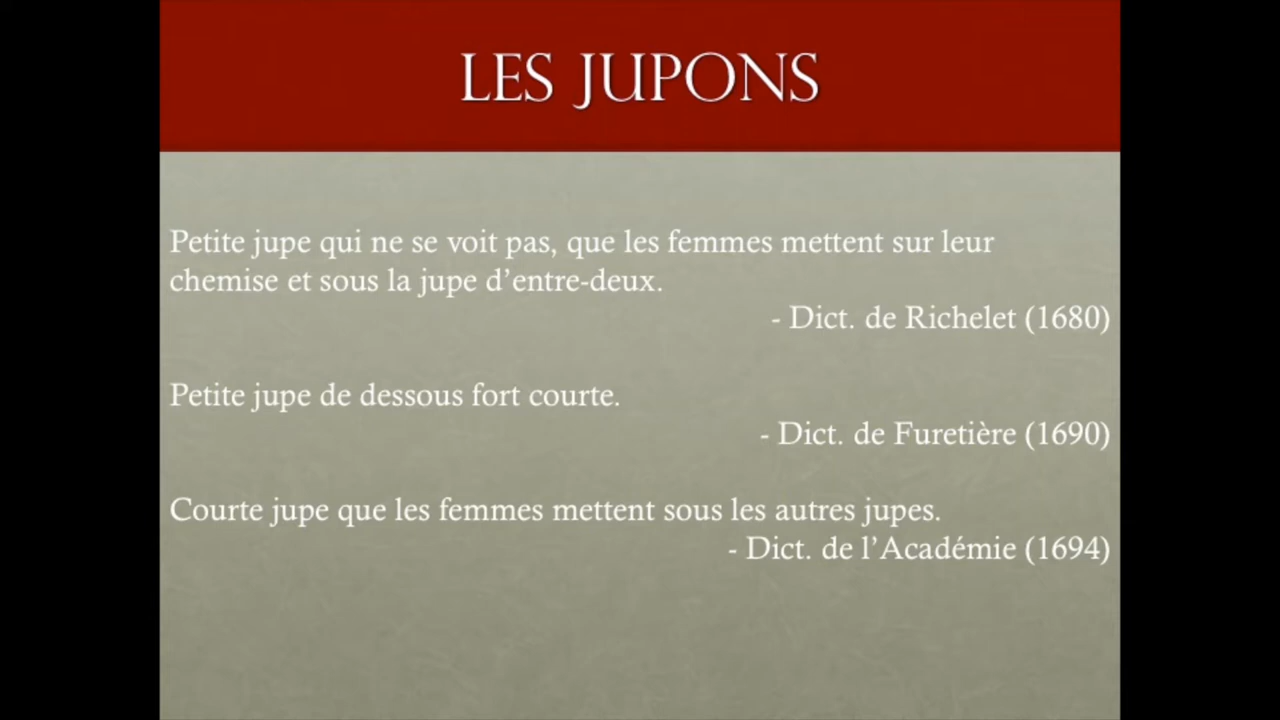 LES JUPONS
Petite jupe qui ne se voit pas, que les femmes mettent sur leur
chemise et sous la jupe d’entre-deux.
- Dict. de Richelet (1680)
Petite jupe de dessous fort courte.
- Dict. de Furetière (1690)
Courte jupe que les femmes mettent sous les autres jupes.
- Dict. de l’Académie (1694)